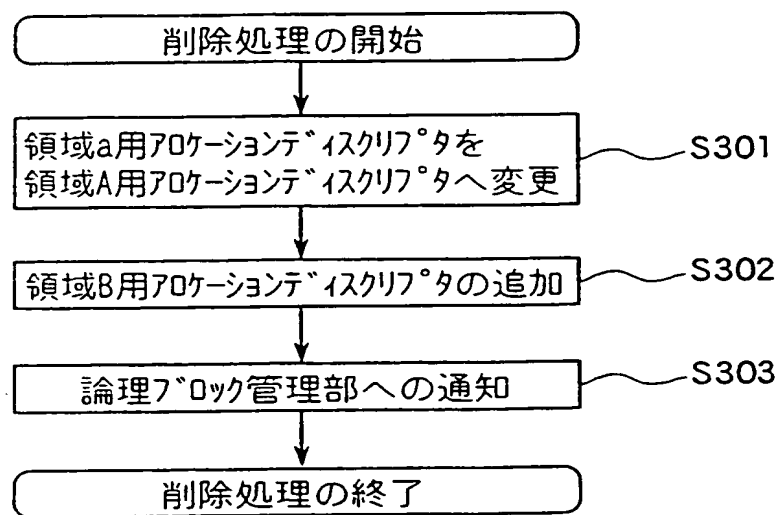 削除処理の開始
領域a用ｱﾛｹｰｼｮﾝﾃﾞｨｽｸﾘﾌﾟﾀを
領域A用ｱﾛｹｰｼｮﾝﾃﾞｨｽｸﾘﾌﾟﾀへ変更
S301
領域B用ｱﾛｹｰｼｮﾝﾃﾞｨｽｸﾘﾌﾟﾀの追加
S302
論理ﾌﾞﾛｯｸ管理部への通知
S303
削除処理の終了